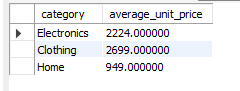 category average_unit_price
Electronics 2224.000000
Clothing 2699.000000
Home 949.000000